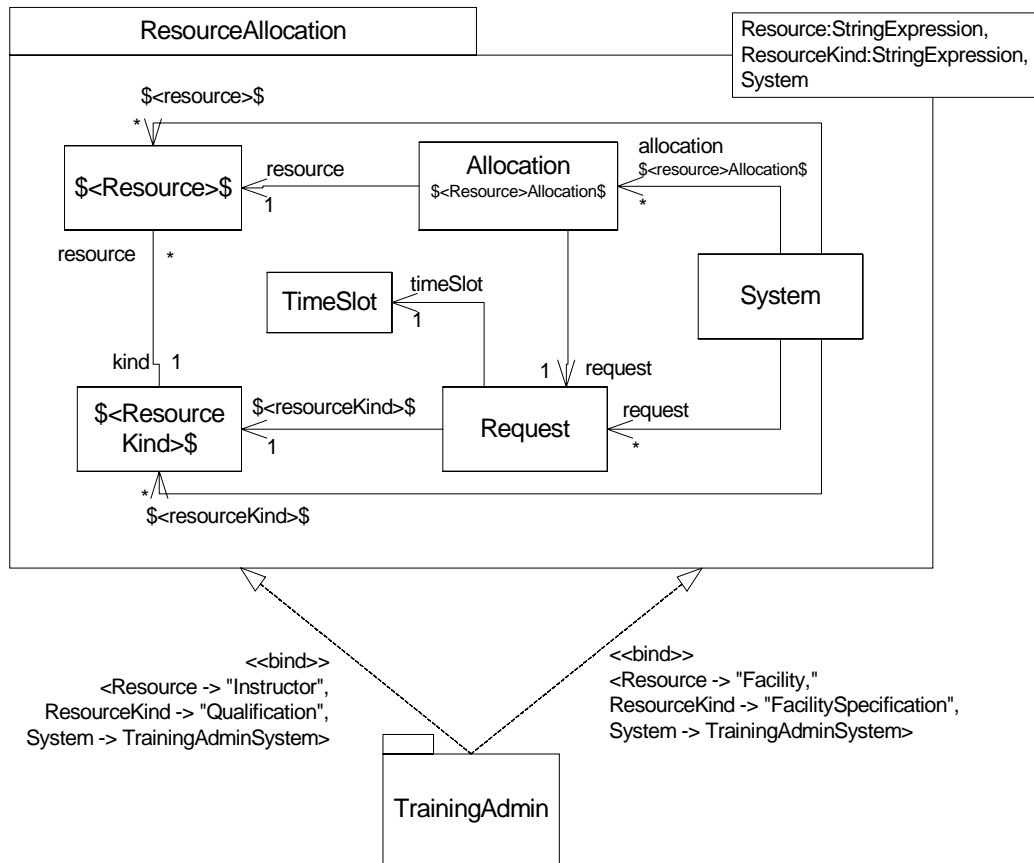 ResourceAllocation
Resource:StringExpression,
ResourceKind:StringExpression,
System
$<resource>$
*
$<Resource>$
resource
1
Allocation
$<Resource>Allocation$
allocation
$<resource>Allocation$
*
resource
*
TimeSlot
timeSlot
1
System
kind
1
1
request
$<Resource
Kind>$
$<resourceKind>$
1
Request
request
*
*
$<resourceKind>$
<<bind>>
<Resource -> "Instructor",
ResourceKind -> "Qualification",
System -> TrainingAdminSystem>
<<bind>>
<Resource -> "Facility,"
ResourceKind -> "FacilitySpecification",
System -> TrainingAdminSystem>
TrainingAdmin